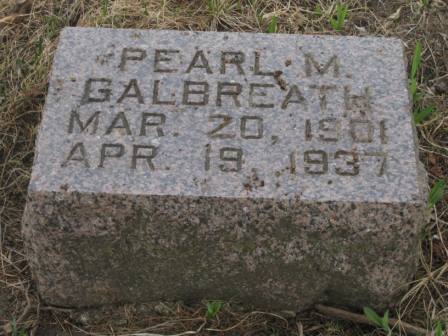 PEARL M.
GALBREATH
MAR. 20, 1901
APR. 19, 1937